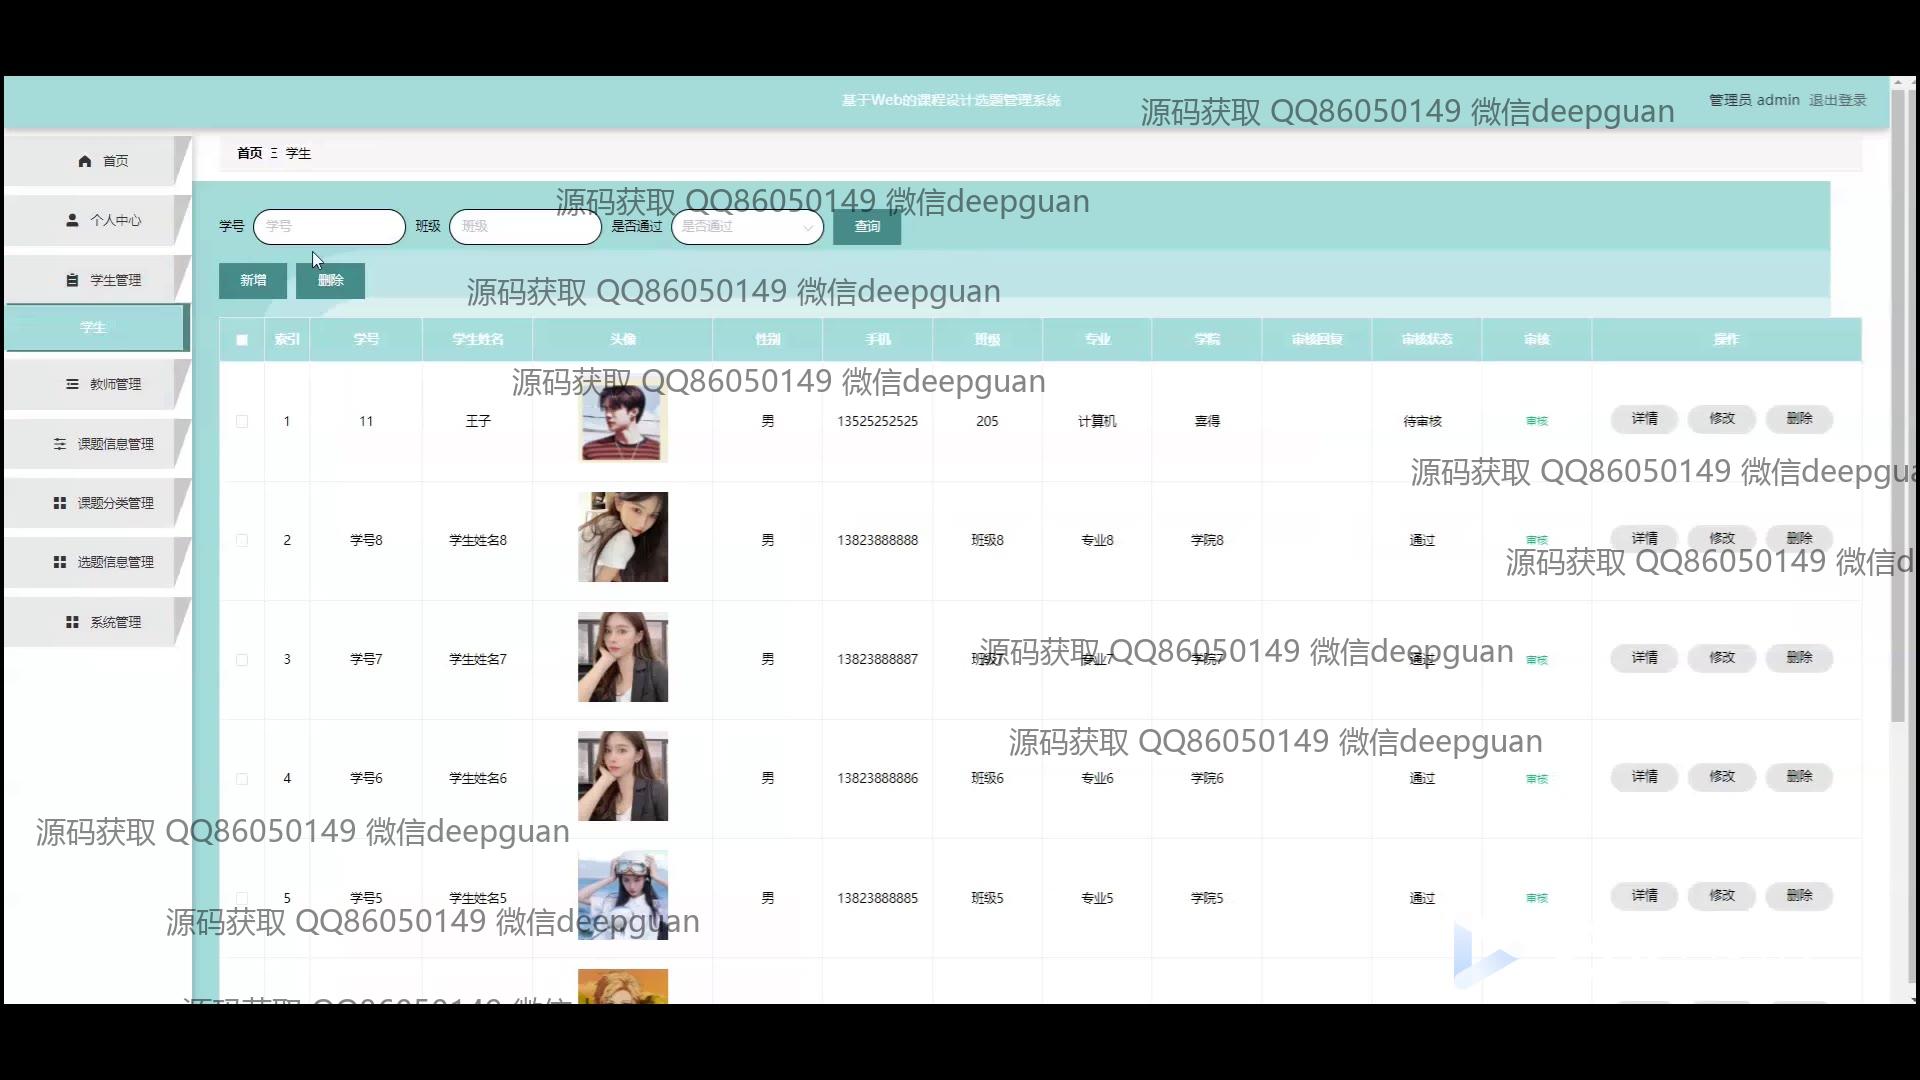 基于Web的课程设计选题管理系统
源码获取 QQ86050149 微信deepguan
管理员 admin 退出登录
首页
首页 学生
个人中心
源码获取 QQ86050149 微信deepguan
学号 学号 班级 班级 是否通过 是否通过 查询
学生管理
新增 删除
源码获取 QQ86050149 微信deepguan
学生
索引 学号 学生姓名 头像 性别 手机 班级 专业 学院 审核回复 审核状态 审核 操作
教师管理
源码获取 QQ86050149 微信deepguan
1 11 王子 男 13525252525 205 计算机 喜得 待审核 审核 详情 修改 删除
课题信息管理
源码获取 QQ86050149 微信deepgua
课题分类管理
2 学号8 学生姓名8 男 13823888888 班级8 专业8 学院8 通过 审核 详情 修改 删除
选题信息管理
源码获取 QQ86050149 微信d
系统管理
源码获取 QQ86050149 微信deepguan
3 学号7 学生姓名7 男 13823888887 班级7 专业7 学院7 通过 审核 详情 修改 删除
源码获取 QQ86050149 微信deepguan
4 学号6 学生姓名6 男 13823888886 班级6 专业6 学院6 通过 审核 详情 修改 删除
源码获取 QQ86050149 微信deepguan
5 学号5 学生姓名5 男 13823888885 班级5 专业5 学院5 通过 审核 详情 修改 删除
源码获取 QQ86050149 微信deepguan
源码获取 QQ86050149 微信